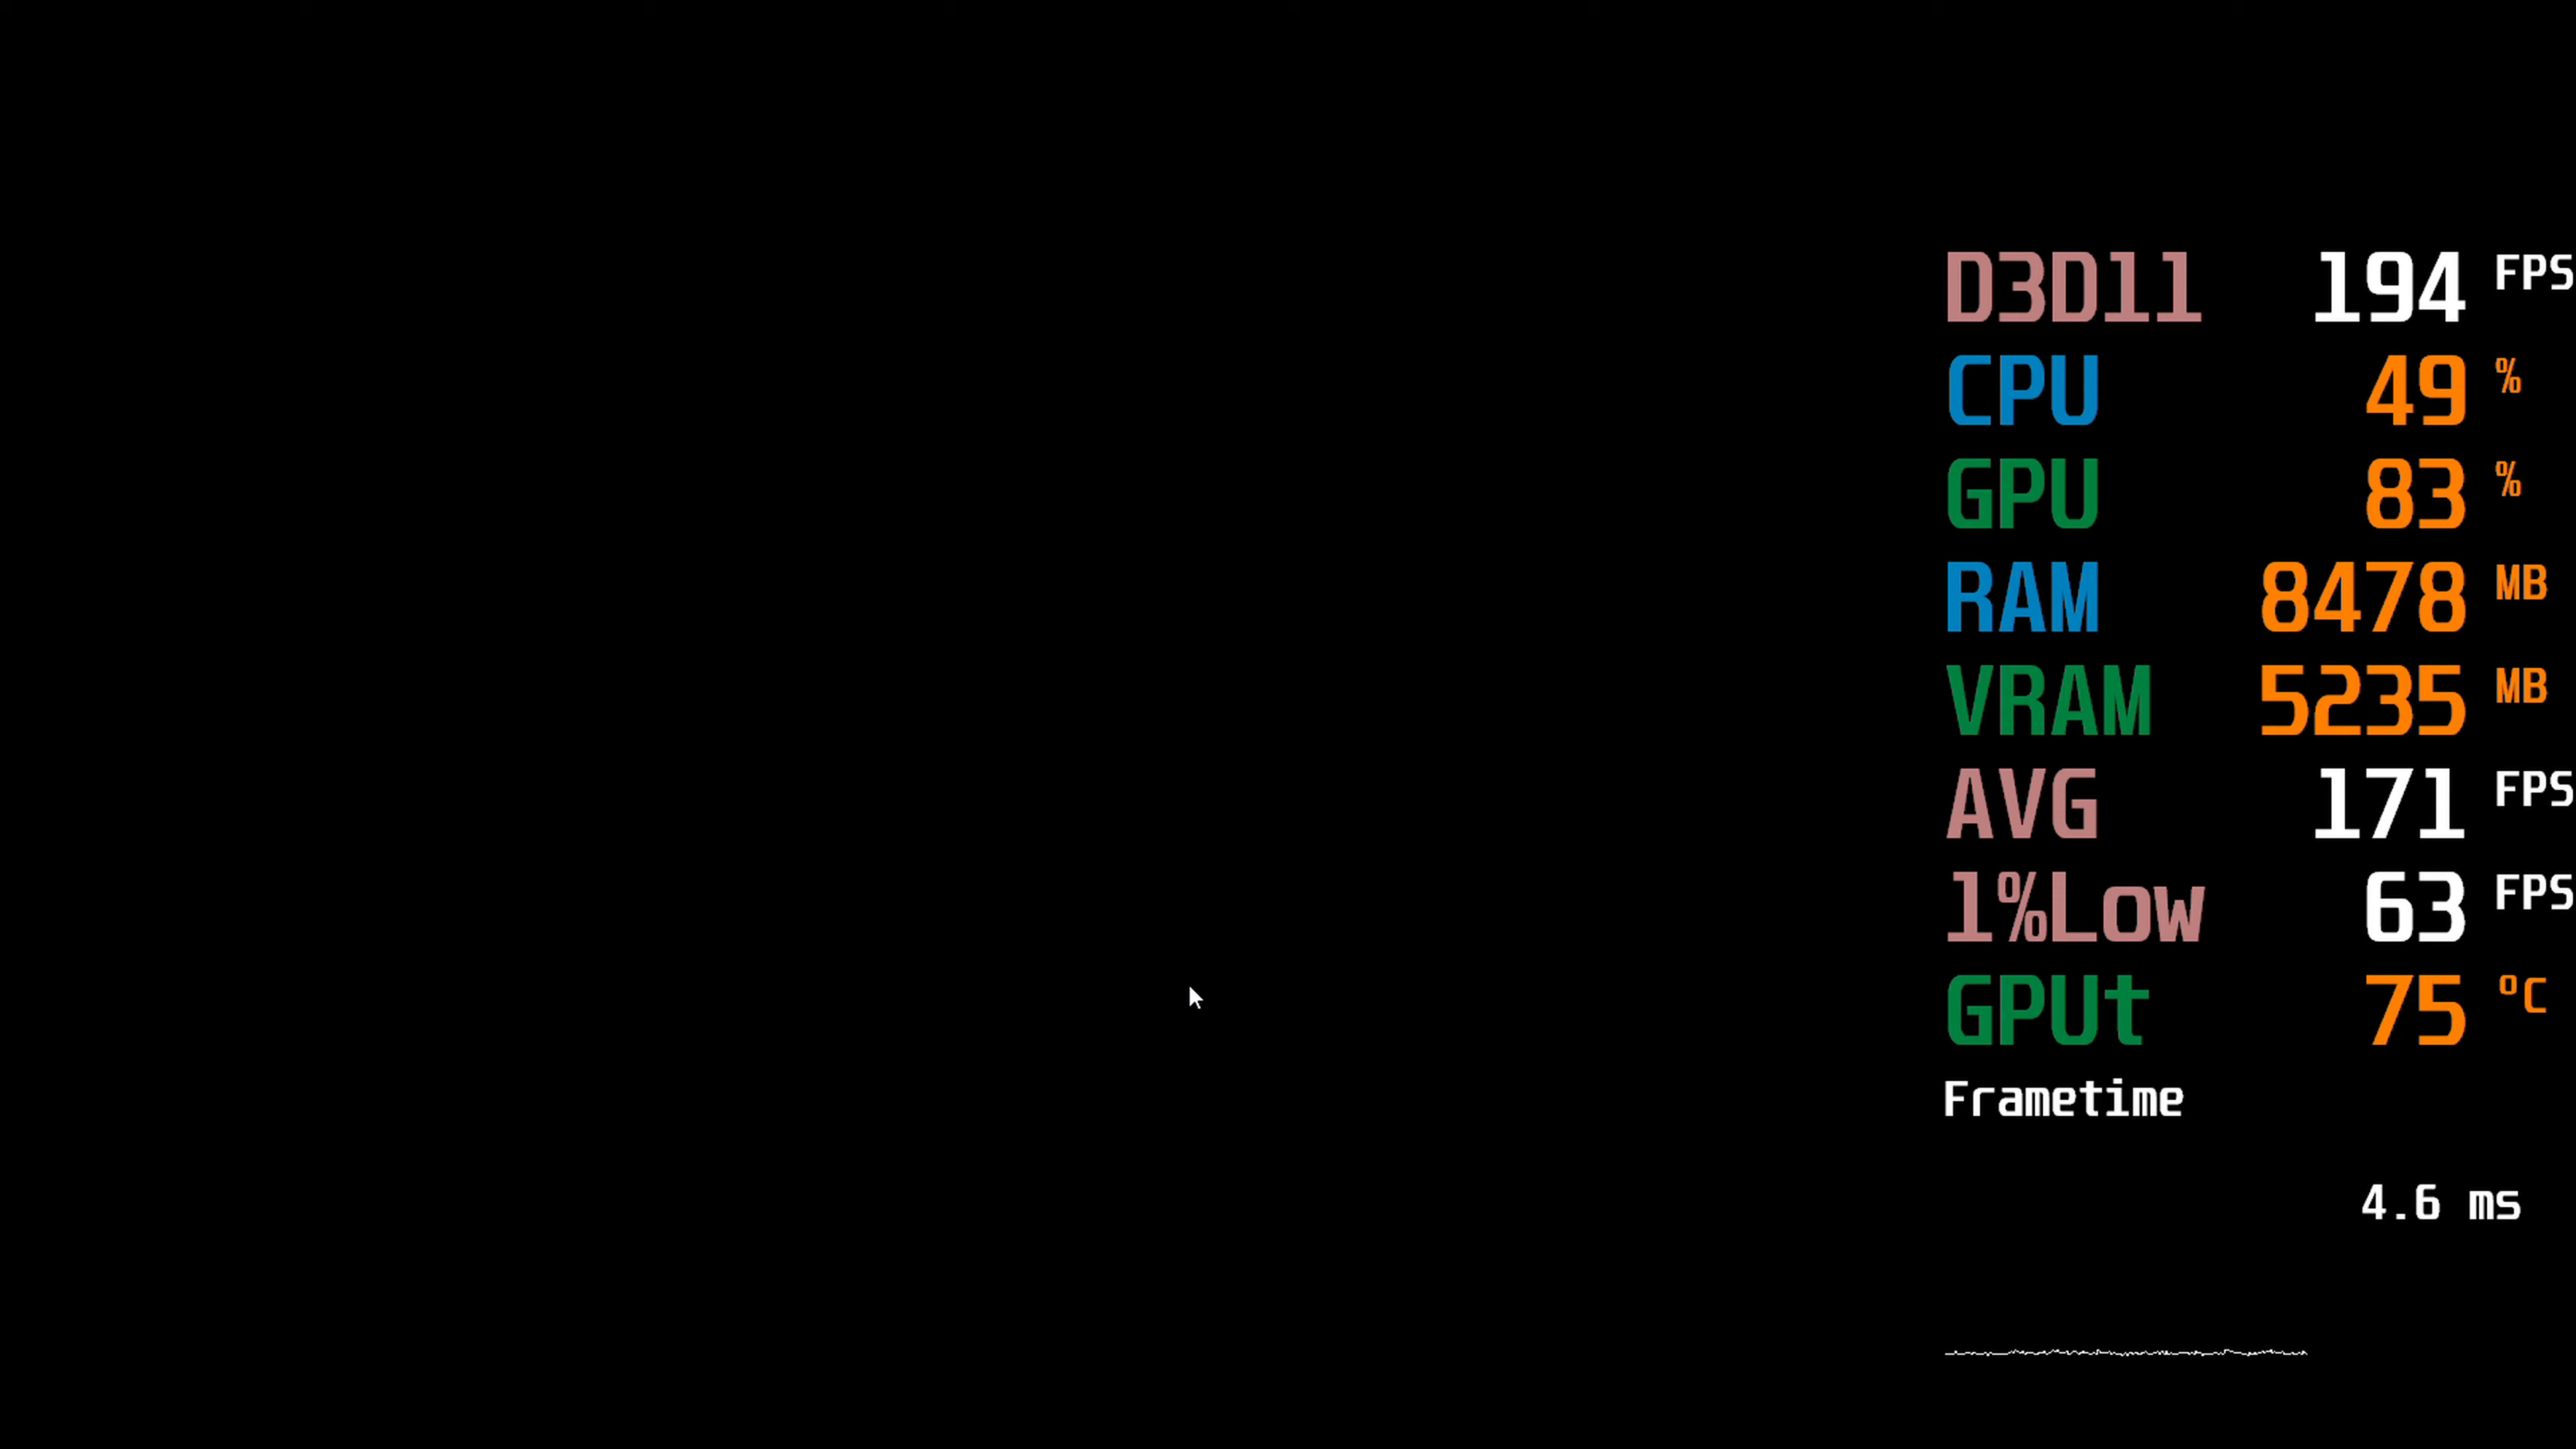 D3D11 194 FPS
CPU 49 %
GPU 83 %
RAM 8478 MB
VRAM 5235 MB
AVG 171 FPS
1%Low 63 FPS
GPUt 75 °C
Frametime
4.6 ms